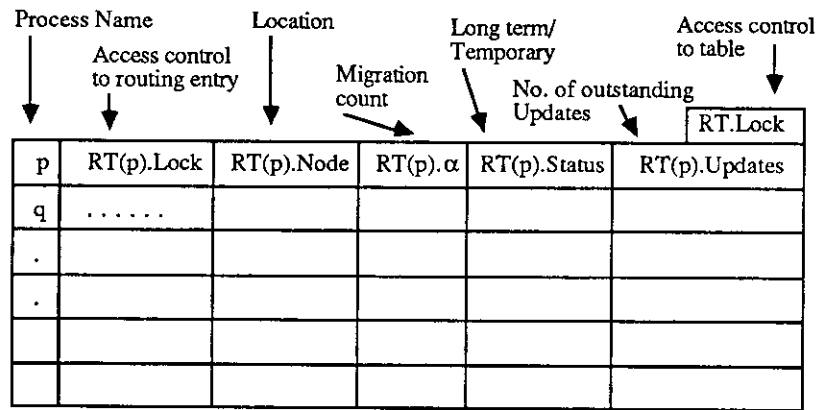 Process Name
Location
Long term/
Temporary
Access control
to table
Access control
to routing entry
Migration
count
No. of outstanding
Updates
RT.Lock
p RT(p).Lock RT(p).Node RT(p).α RT(p).Status RT(p).Updates
q ......
.
.